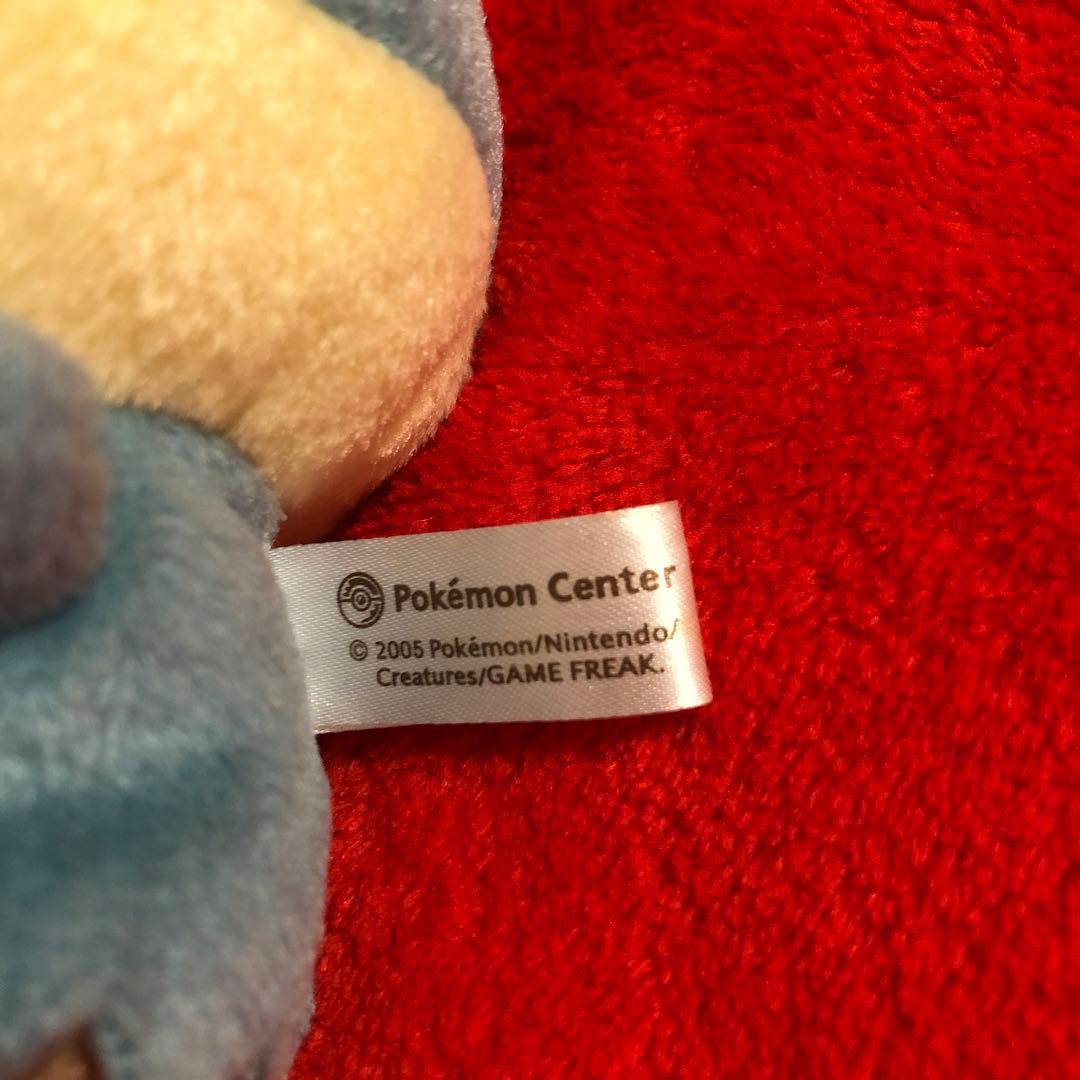 Pokémon Center
© 2005 Pokémon/Nintendo/
Creatures/GAME FREAK.